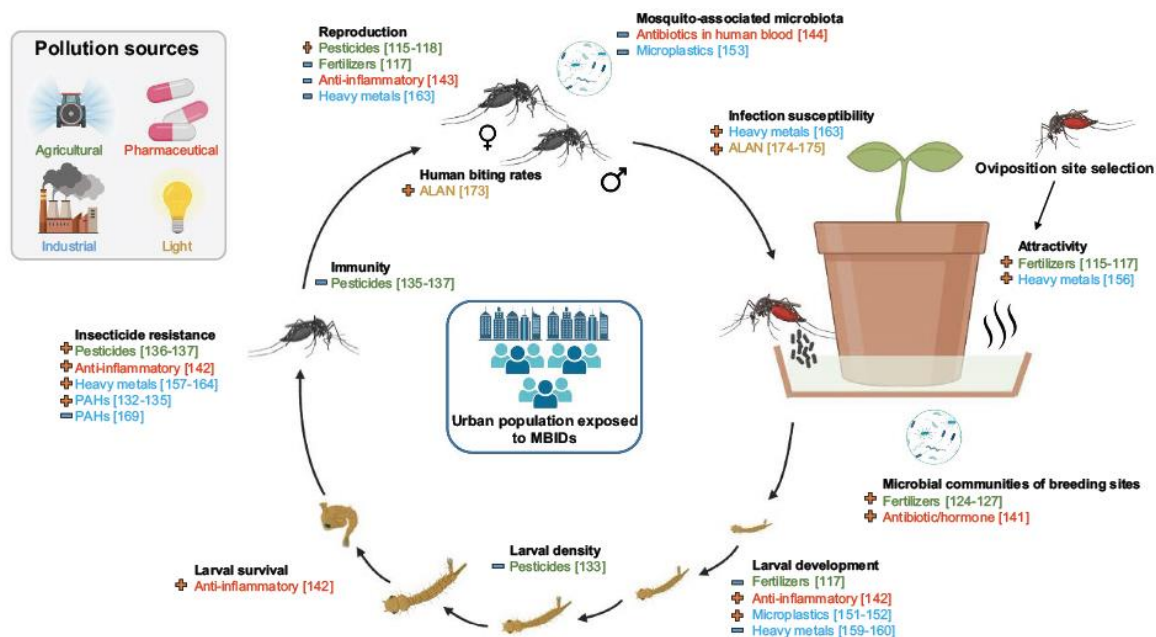 Pollution sources
Agricultural
Pharmaceutical
Industrial
Light
Reproduction
+ Pesticides [115-118]
- Fertilizers [117]
- Anti-inflammatory [143]
- Heavy metals [163]
Mosquito-associated microbiota
- Antibiotics in human blood [144]
- Microplastics [153]
♀
♂
Human biting rates
+ ALAN [173]
Infection susceptibility
+ Heavy metals [163]
+ ALAN [174-175]
Oviposition site selection
Attractivity
+ Fertilizers [115-117]
+ Heavy metals [156]
Immunity
- Pesticides [135-137]
Insecticide resistance
+ Pesticides [136-137]
+ Anti-inflammatory [142]
+ Heavy metals [157-164]
+ PAHs [132-135]
- PAHs [169]
Urban population exposed
to MBIDs
Microbial communities of breeding sites
+ Fertilizers [124-127]
+ Antibiotic/hormone [141]
Larval survival
+ Anti-inflammatory [142]
Larval density
- Pesticides [133]
Larval development
- Fertilizers [117]
+ Anti-inflammatory [142]
+ Microplastics [151-152]
- Heavy metals [159-160]